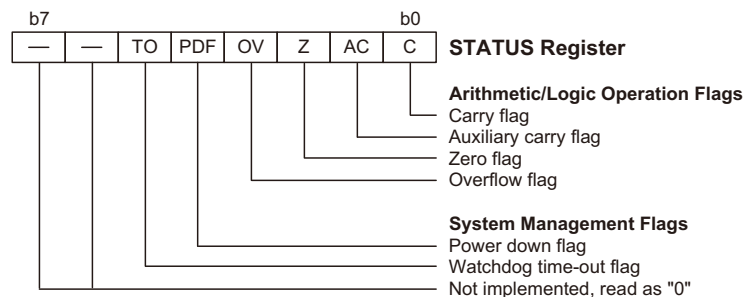 b7 b0
— — TO PDF OV Z AC C STATUS Register
Arithmetic/Logic Operation Flags
Carry flag
Auxiliary carry flag
Zero flag
Overflow flag
System Management Flags
Power down flag
Watchdog time-out flag
Not implemented, read as "0"